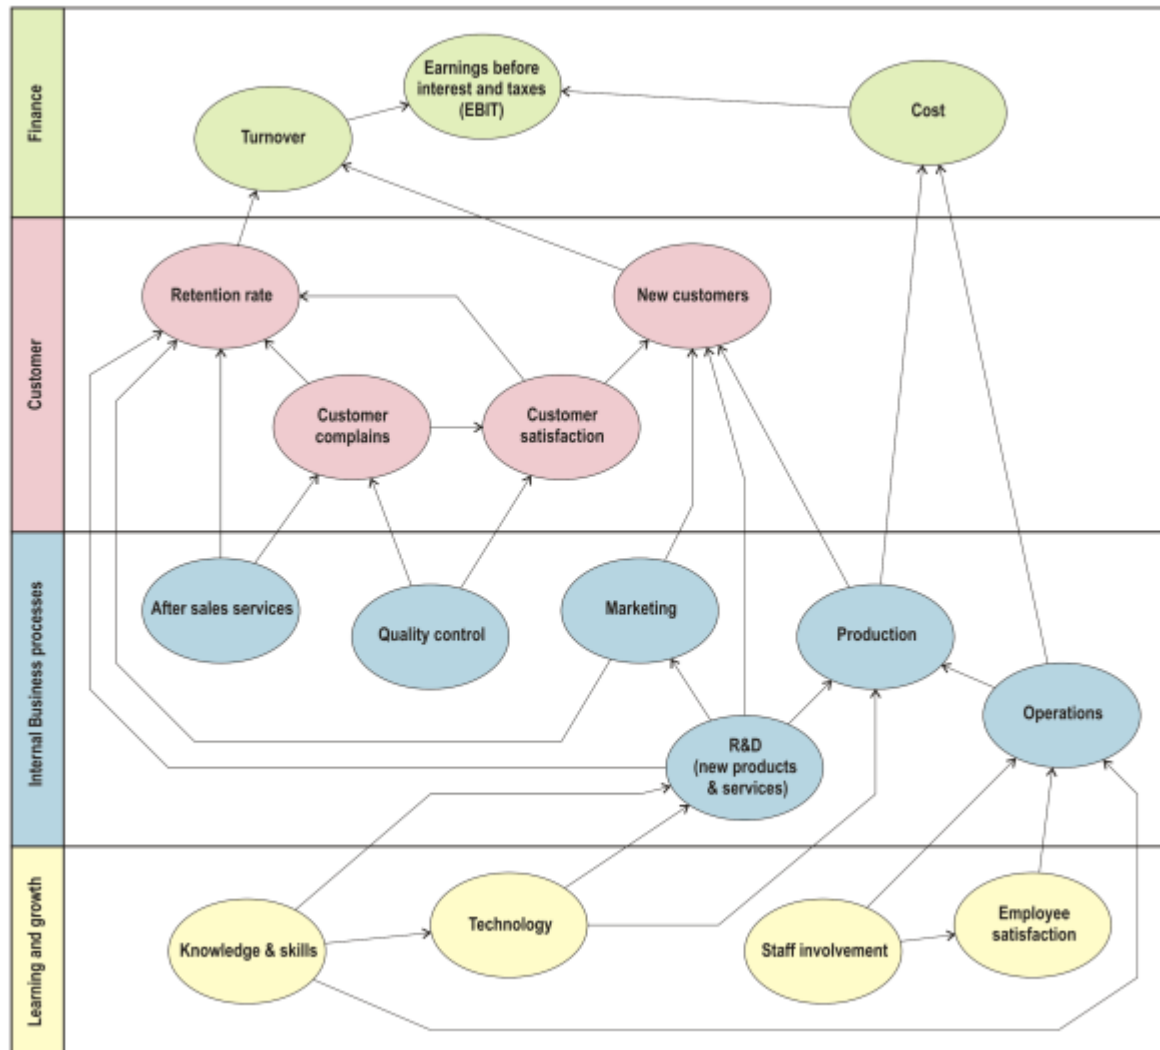 Finance
Earnings before
interest and taxes
(EBIT)
Turnover
Cost
Customer
Retention rate
New customers
Customer
complains
Customer
satisfaction
Internal Business processes
After sales services
Quality control
Marketing
Production
Operations
R&D
(new products
& services)
Learning and growth
Knowledge & skills
Technology
Staff involvement
Employee
satisfaction